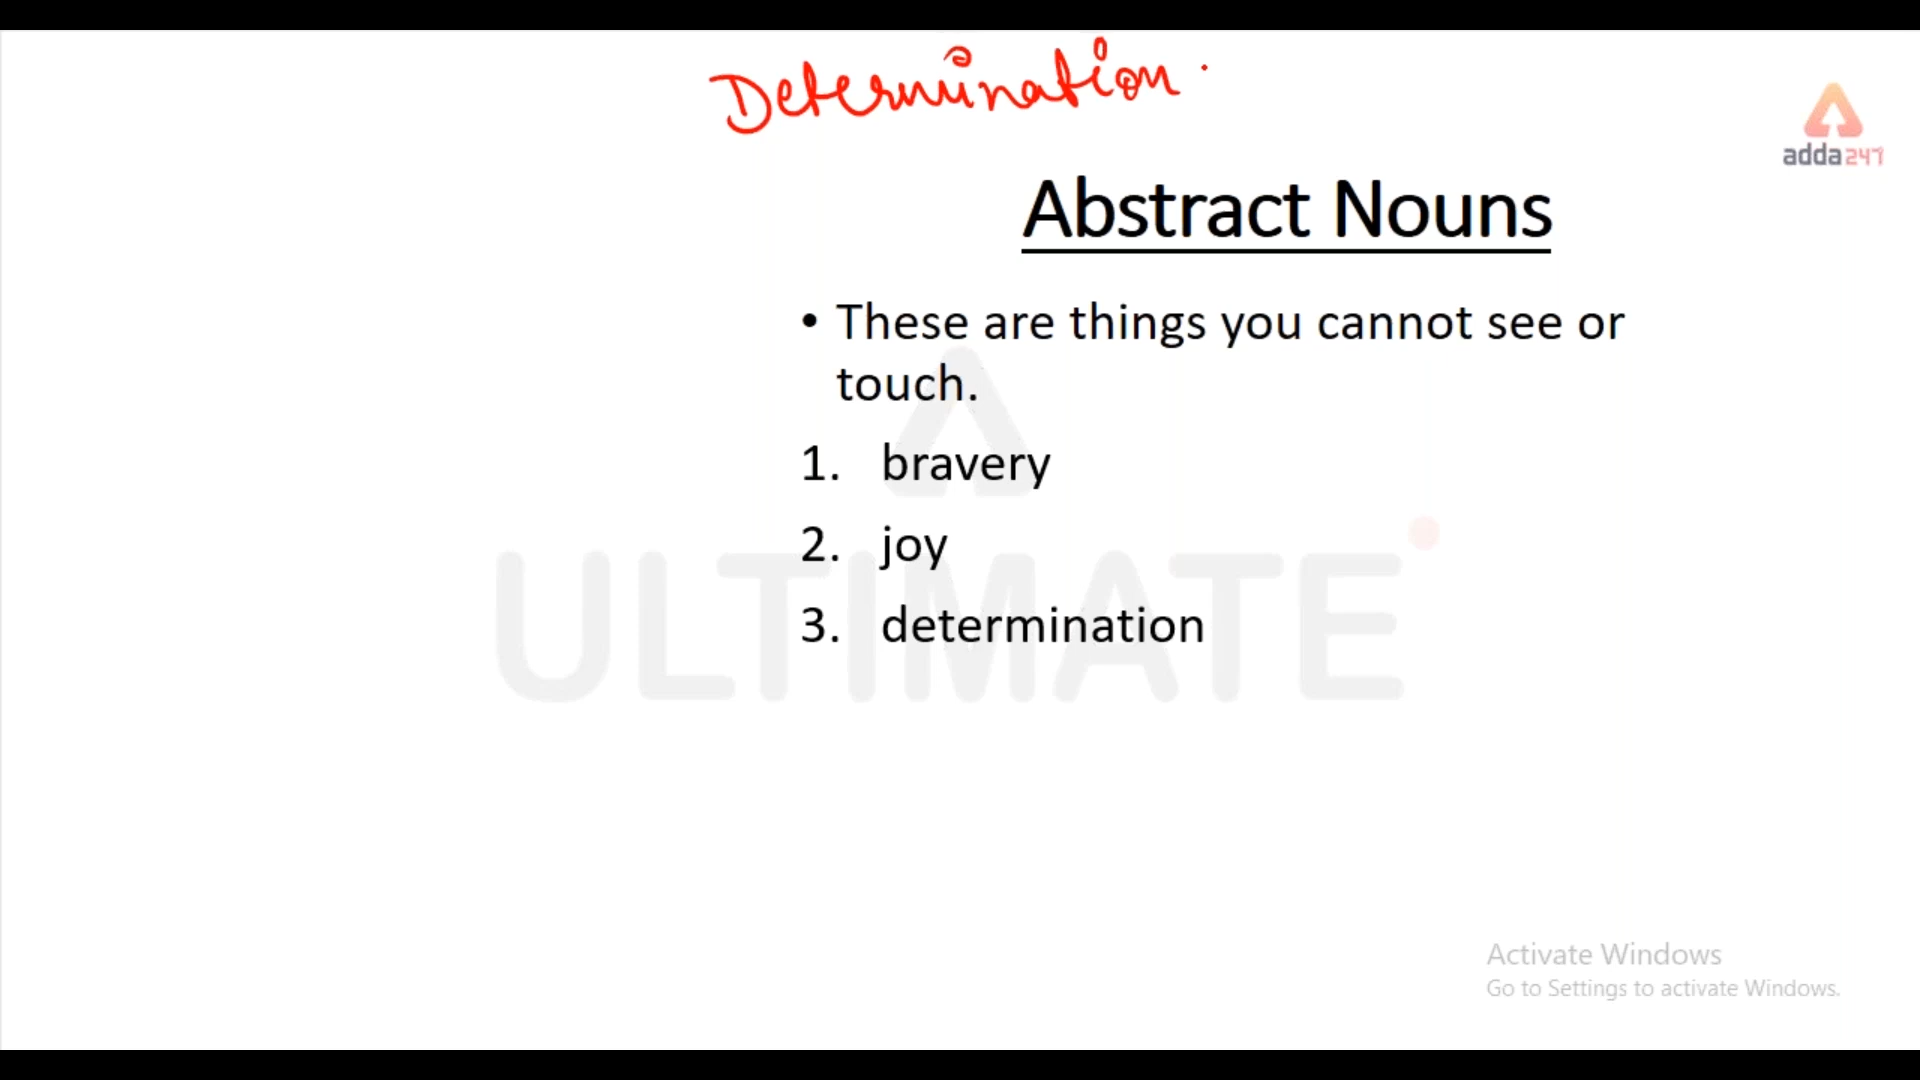 Determination
adda247
Abstract Nouns
• These are things you cannot see or
touch.
1. bravery
2. joy
3. determination
ULTIMATE
Activate Windows
Go to Settings to activate Windows.